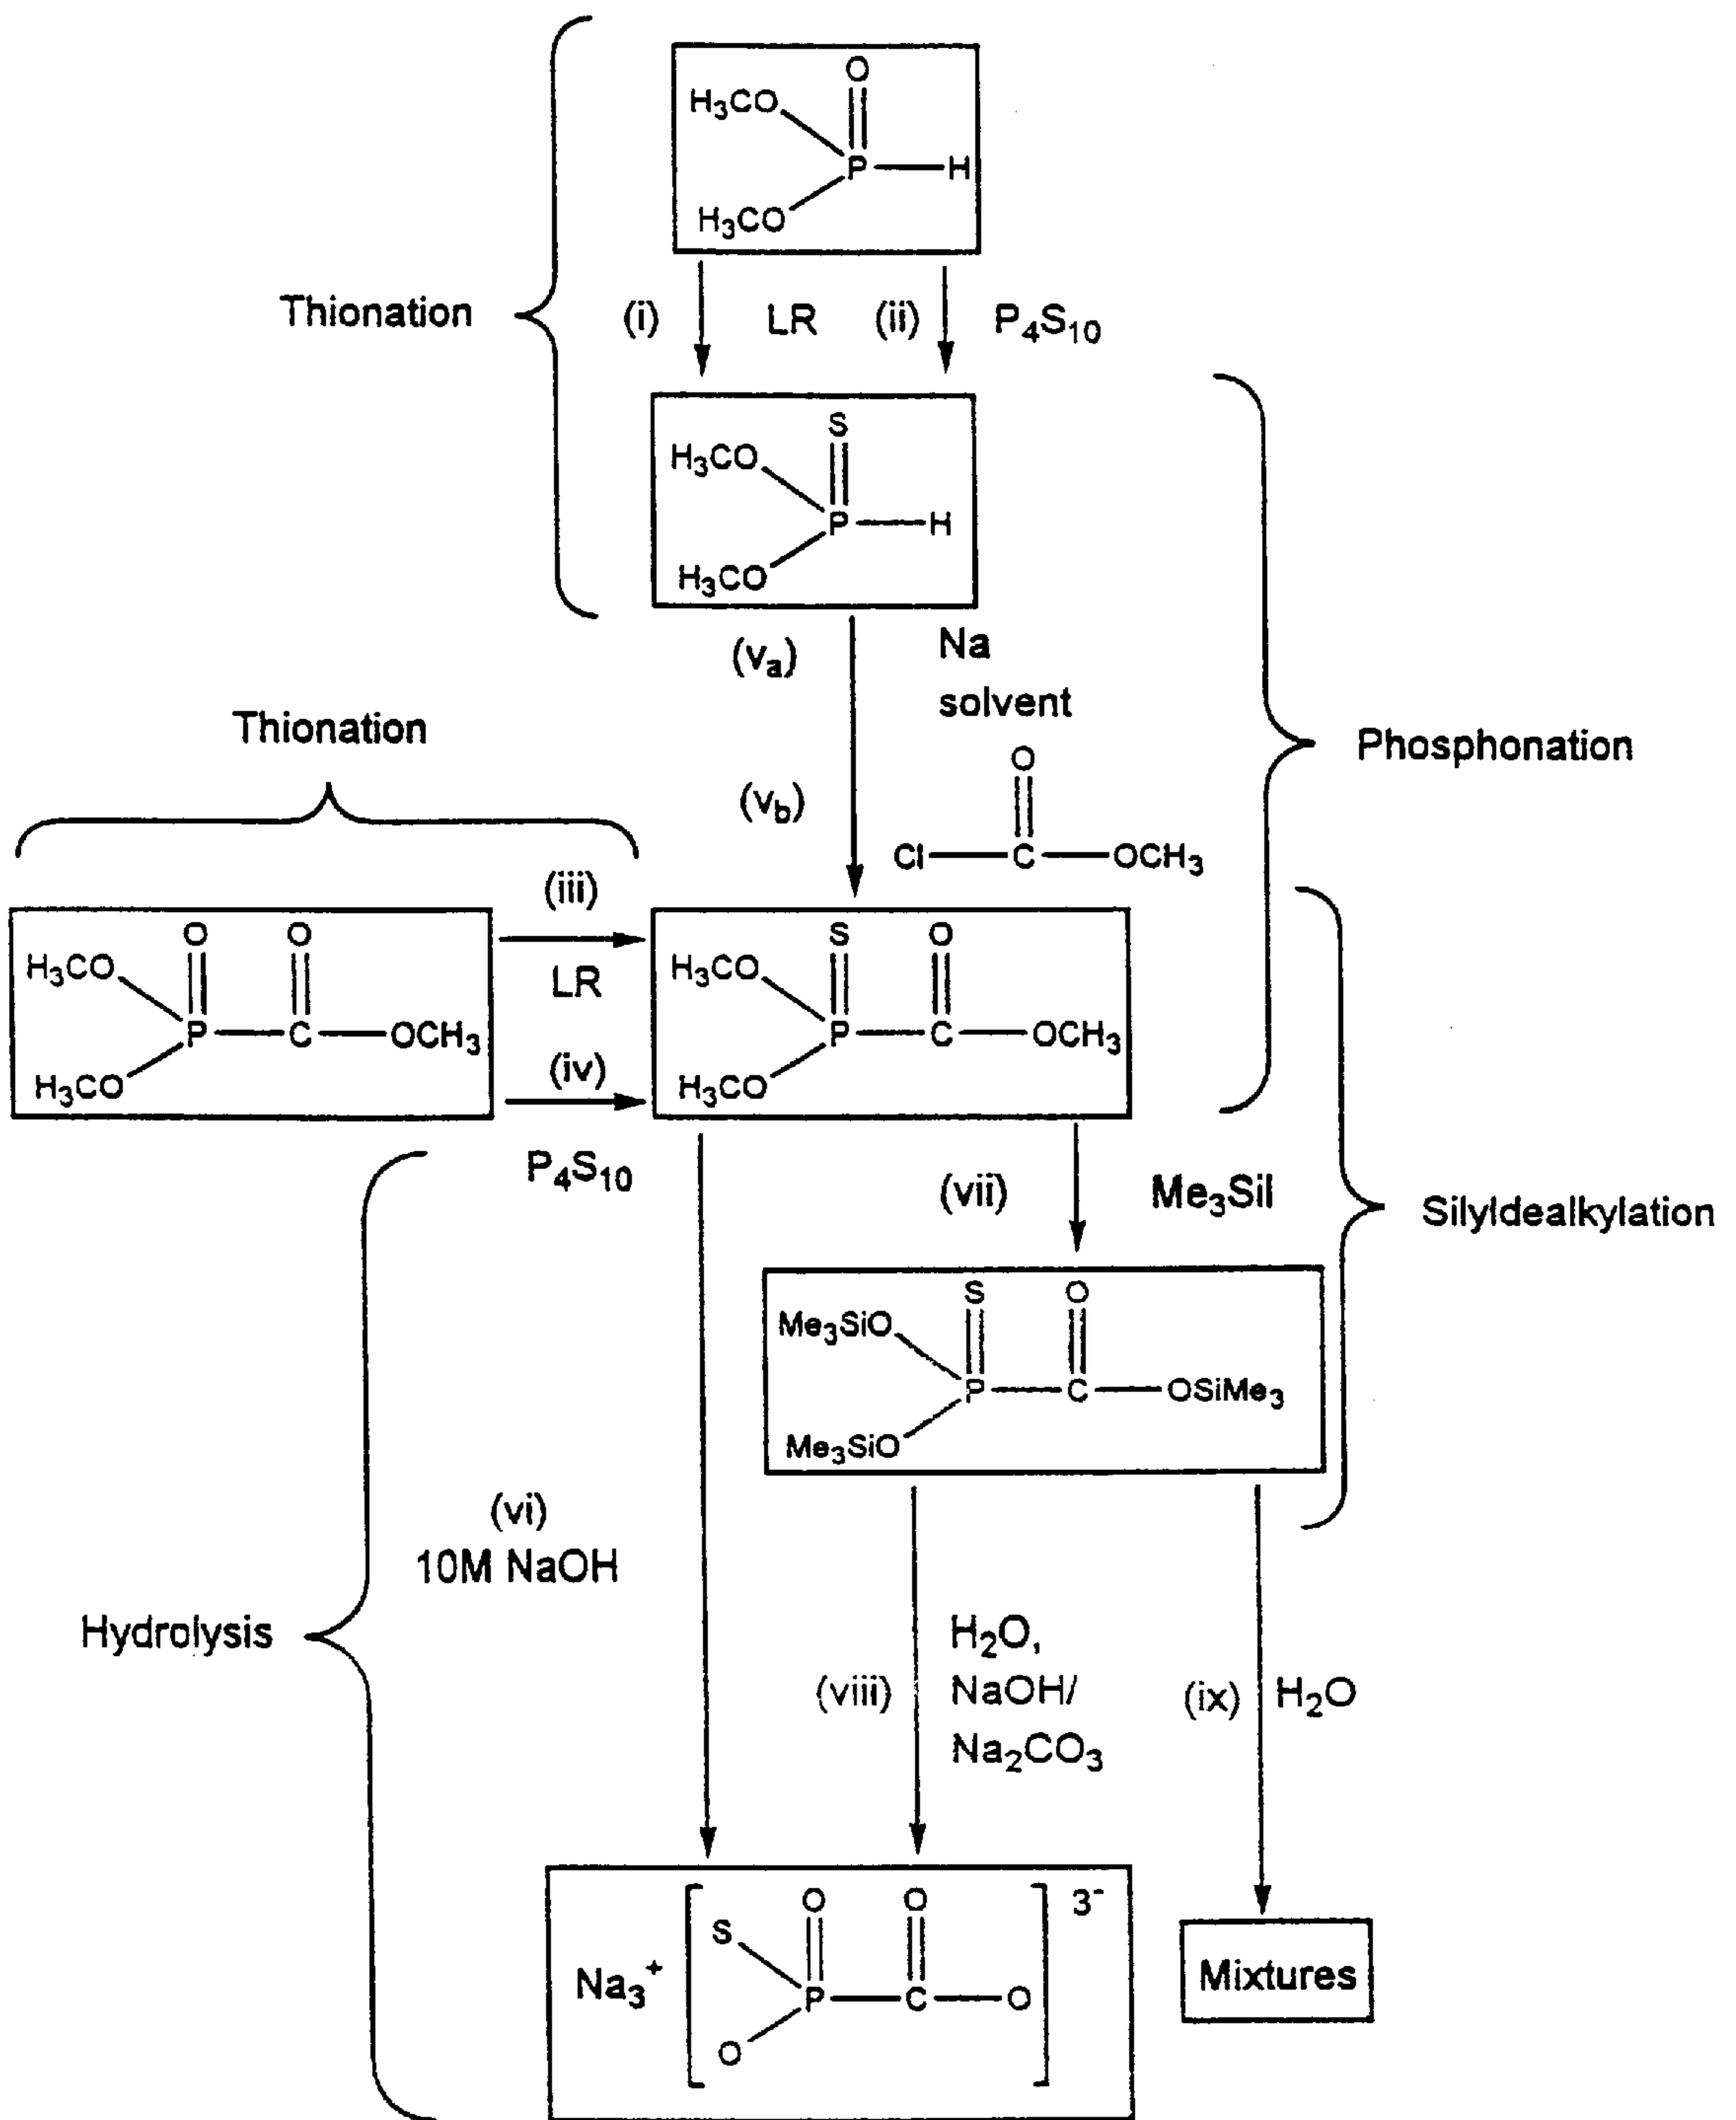 O
H₃CO
P
H
H₃CO
Thionation
(i)
LR
(ii)
P₄S₁₀
S
H₃CO
P
H
H₃CO
(vₐ)
Na
solvent
Thionation
Phosphonation
O
(v_b)
Cl
C
OCH₃
(iii)
O
O
H₃CO
P
C
OCH₃
H₃CO
LR
(iv)
P₄S₁₀
S
O
H₃CO
P
C
OCH₃
H₃CO
(vii)
Me₃SiI
Silyldealkylation
S
O
Me₃SiO
P
C
OSiMe₃
Me₃SiO
(vi)
10M NaOH
Hydrolysis
(viii)
H₂O,
NaOH/
Na₂CO₃
(ix)
H₂O
Na₃⁺
O
O
3⁻
S
P
C
O
O
Mixtures